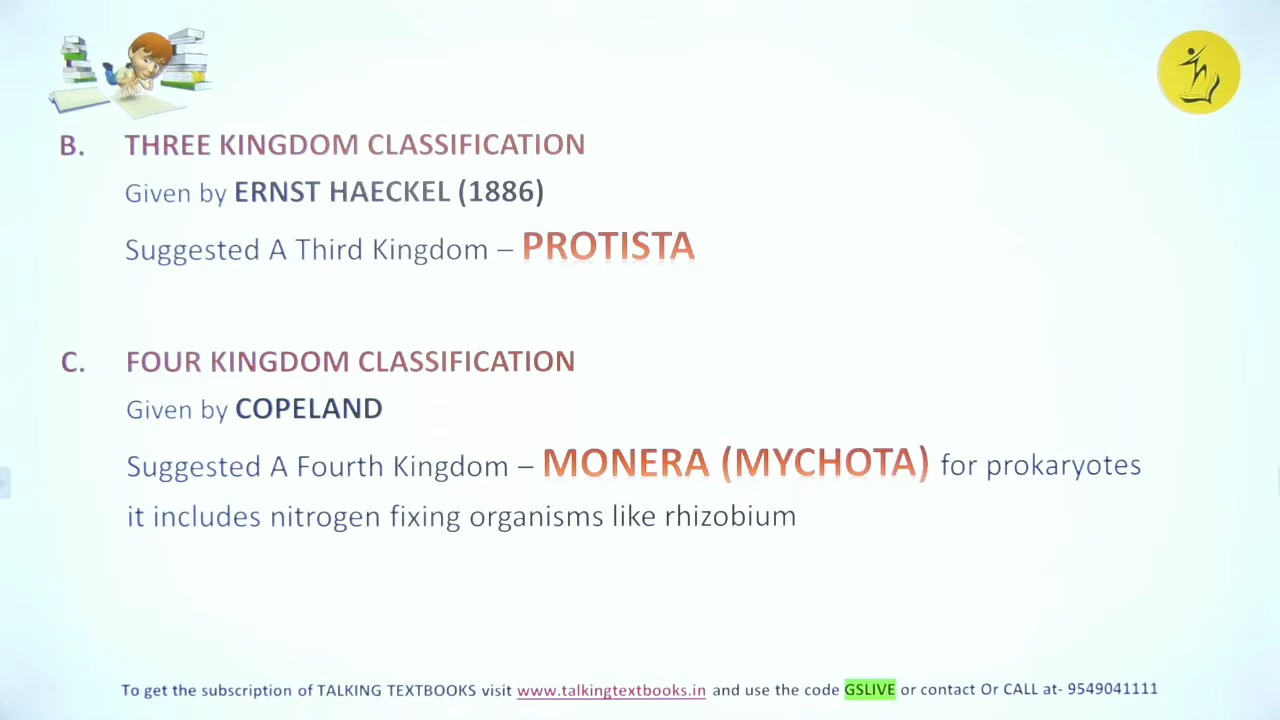 B. THREE KINGDOM CLASSIFICATION
Given by ERNST HAECKEL (1886)
Suggested A Third Kingdom – PROTISTA
C. FOUR KINGDOM CLASSIFICATION
Given by COPELAND
Suggested A Fourth Kingdom – MONERA (MYCHOTA) for prokaryotes
it includes nitrogen fixing organisms like rhizobium
To get the subscription of TALKING TEXTBOOKS visit www.talkingtextbooks.in and use the code GSLIVE or contact Or CALL at- 9549041111